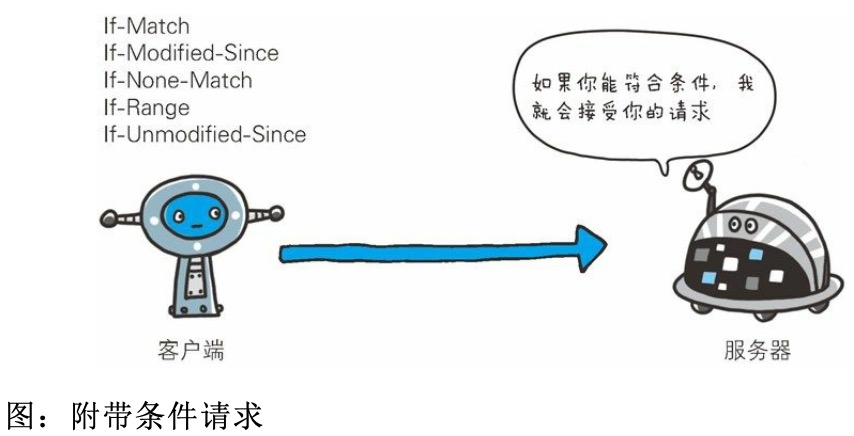 If-Match
If-Modified-Since
If-None-Match
If-Range
If-Unmodified-Since
如果你能符合条件， 我
就会接受你的请求
客户端
服务器
图：附带条件请求